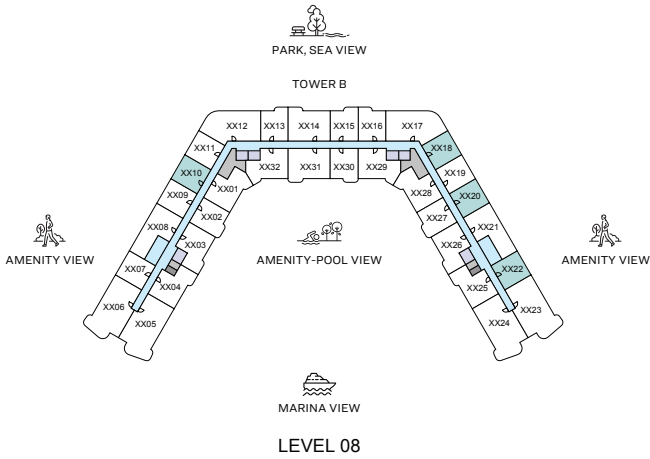 PARK, SEA VIEW
TOWER B
XX12
XX13
XX14
XX15
XX16
XX17
XX11
XX18
XX32
XX31
XX30
XX29
XX10
XX01
XX28
XX19
XX09
XX02
XX27
XX20
XX08
XX03
XX26
XX21
AMENITY VIEW
AMENITY-POOL VIEW
AMENITY VIEW
XX07
XX04
XX25
XX22
XX06
XX05
XX24
XX23
MARINA VIEW
LEVEL 08